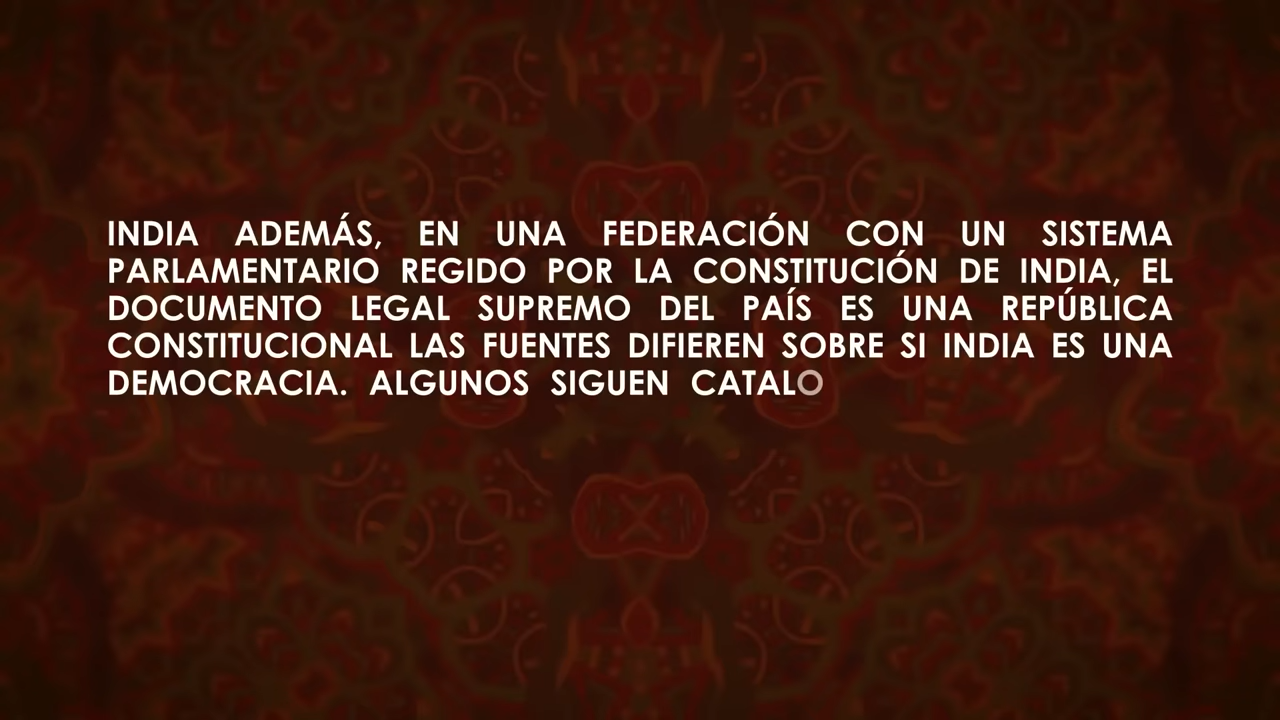 INDIA ADEMÁS, EN UNA FEDERACIÓN CON UN SISTEMA
PARLAMENTARIO REGIDO POR LA CONSTITUCIÓN DE INDIA, EL
DOCUMENTO LEGAL SUPREMO DEL PAÍS ES UNA REPÚBLICA
CONSTITUCIONAL LAS FUENTES DIFIEREN SOBRE SI INDIA ES UNA
DEMOCRACIA. ALGUNOS SIGUEN CATALO